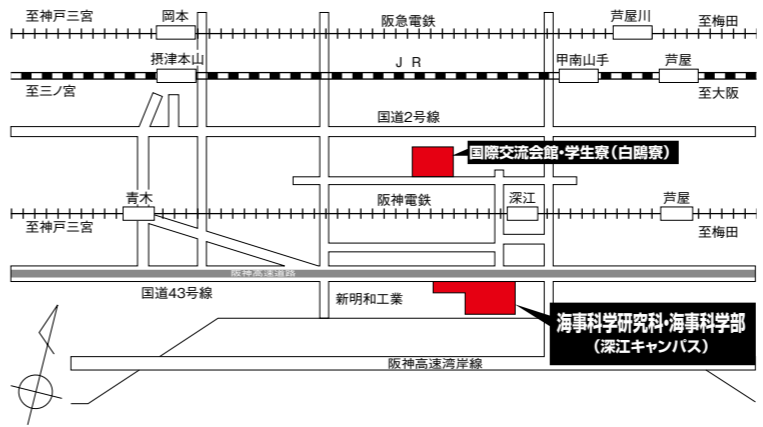 至神戸三宮
岡本
阪急電鉄
芦屋川
至梅田
摂津本山
JR
甲南山手
芦屋
至三ノ宮
至大阪
国道2号線
国際交流会館・学生寮(白鴎寮)
青木
阪神電鉄
深江
芦屋
至神戸三宮
至梅田
阪神高速道路
国道43号線
新明和工業
海事科学研究科・海事科学部
(深江キャンパス)
阪神高速湾岸線